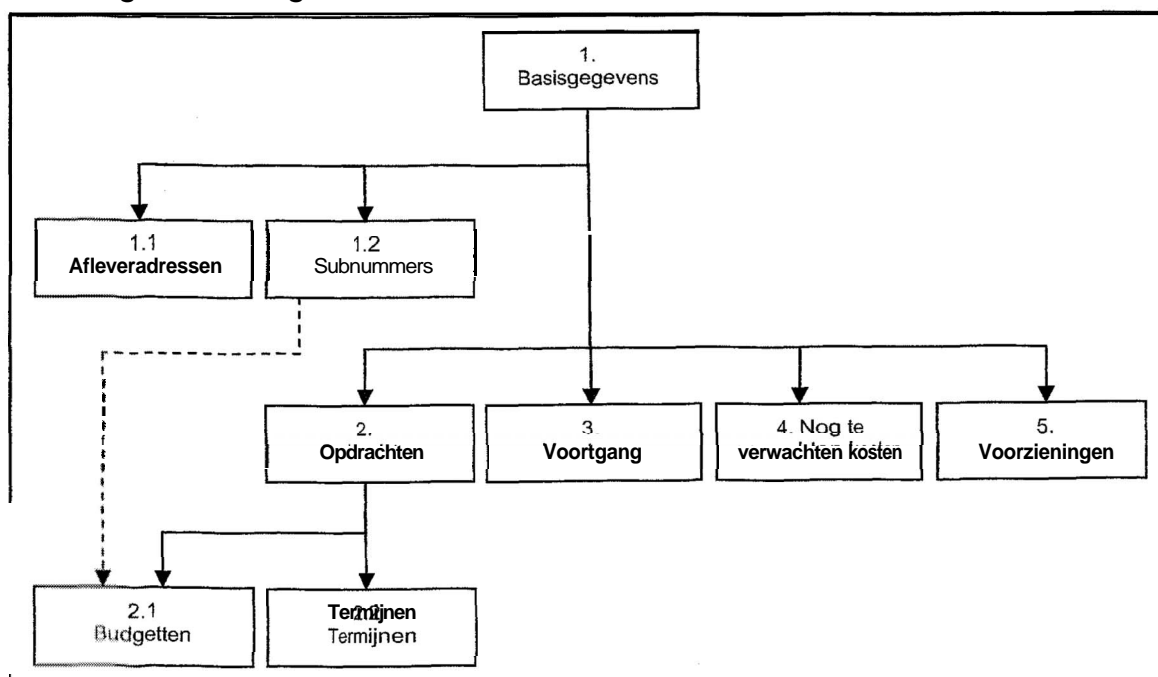 1.
Basisgegevens
1.1
Afleveradressen
1.2
Subnummers
2.
Opdrachten
3.
Voortgang
4. Nog te
verwachten kosten
5.
Voorzieningen
2.1
Budgetten
Termijnen
Termijnen